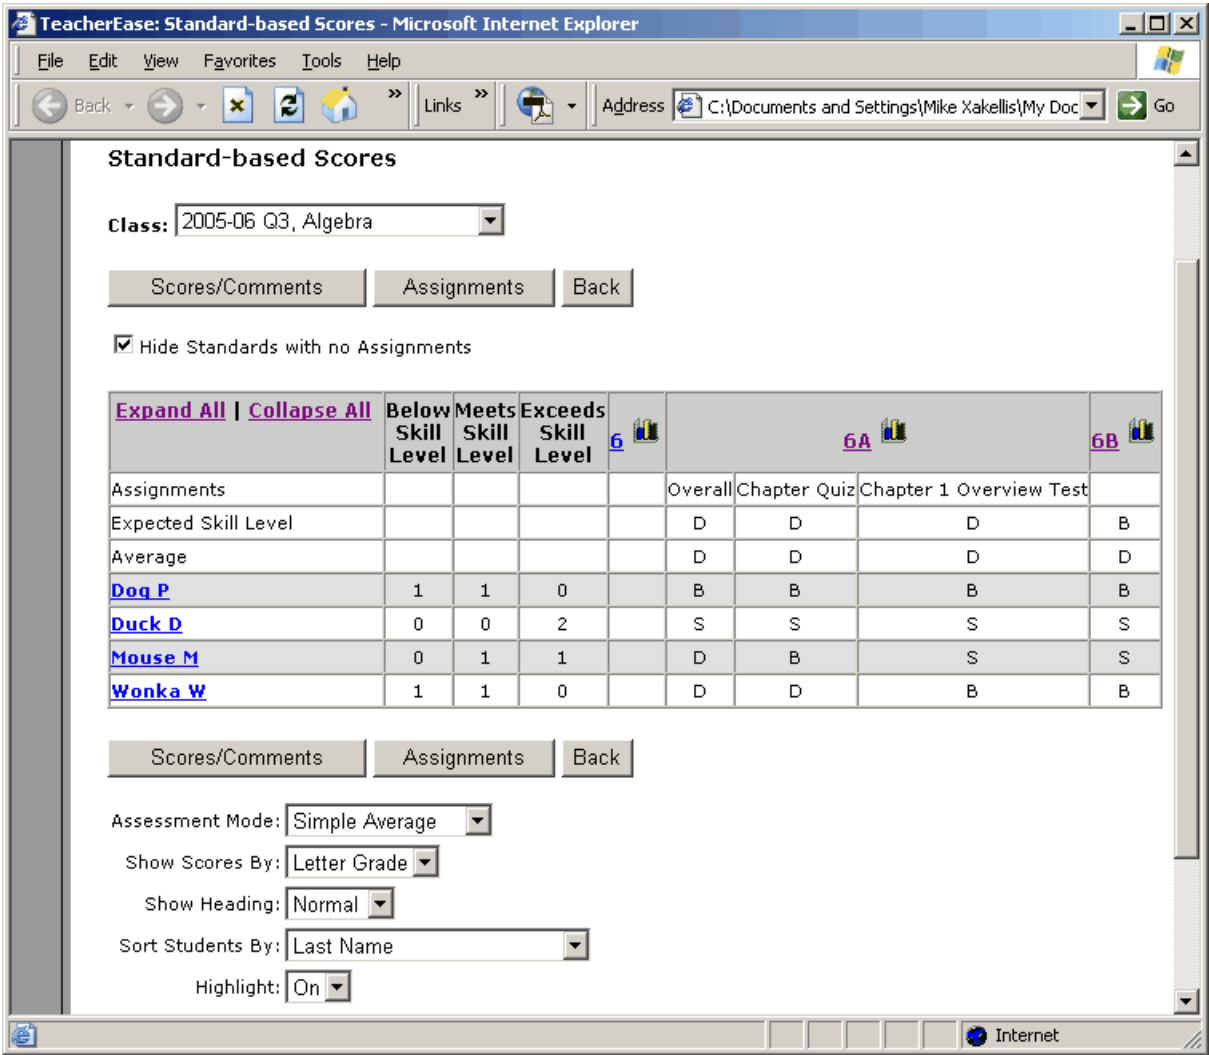 TeacherEase: Standard-based Scores - Microsoft Internet Explorer
File Edit View Favorites Tools Help
Back » Links » Address C:\Documents and Settings\Mike Xakellis\My Doc Go
Standard-based Scores
Class: 2005-06 Q3, Algebra
Scores/Comments Assignments Back
Hide Standards with no Assignments
Expand All | Collapse All Below Skill Level Meets Skill Level Exceeds Skill Level 6 6A 6B
Assignments Overall Chapter Quiz Chapter 1 Overview Test
Expected Skill Level D D D B
Average D D D D
Dog P 1 1 0 B B B B
Duck D 0 0 2 S S S S
Mouse M 0 1 1 D B S S
Wonka W 1 1 0 D D B B
Scores/Comments Assignments Back
Assessment Mode: Simple Average
Show Scores By: Letter Grade
Show Heading: Normal
Sort Students By: Last Name
Highlight: On
Internet